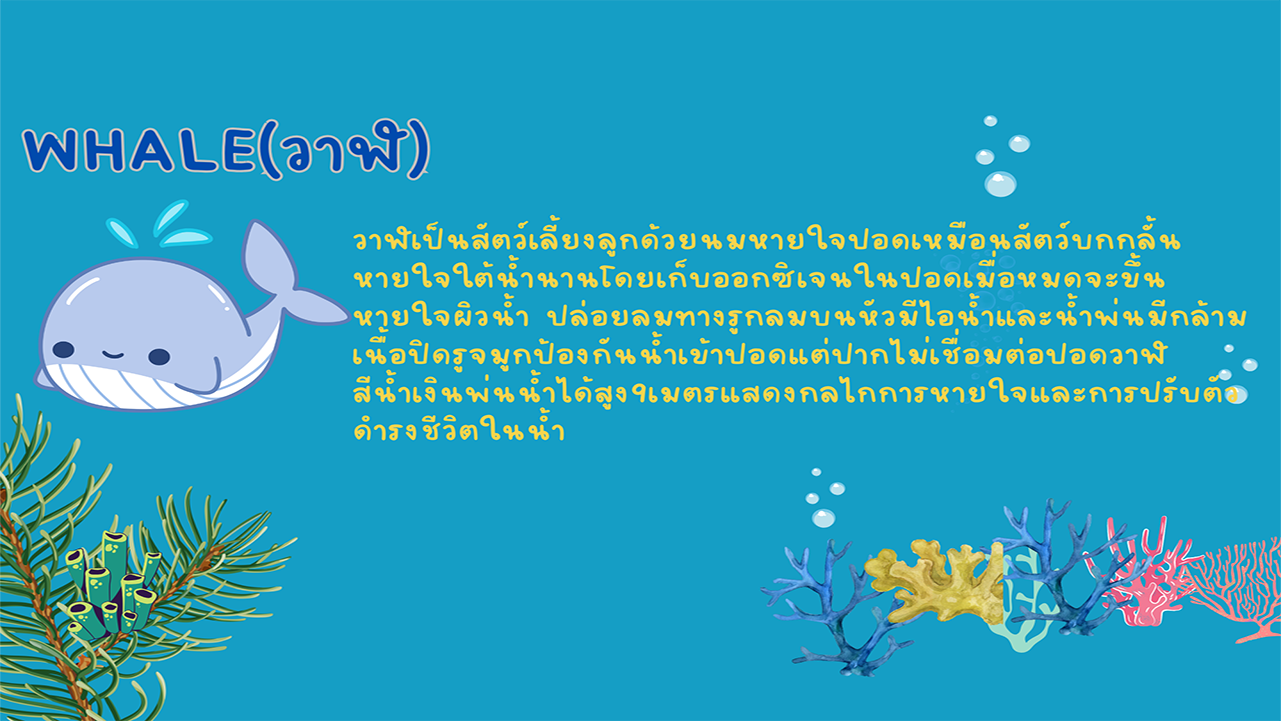 WHALE(วาฬ)
วาฬเป็นสัตว์เลี้ยงลูกด้วยนมหายใจปอดเหมือนสัตว์บกกลั้น
หายใจใต้น้ำนานโดยเก็บออกซิเจนในปอดเมื่อหมดจะขึ้น
หายใจผิวน้ำ ปล่อยลมทางรูกลมบนหัวมีไอน้ำและน้ำพ่นมีกล้าม
เนื้อปิดรูจมูกป้องกันน้ำเข้าปอดแต่ปากไม่เชื่อมต่อปอดวาฬ
สีน้ำเงินพ่นน้ำได้สูง9เมตรแสดงกลไกการหายใจและการปรับตัว
ดำรงชีวิตในน้ำ